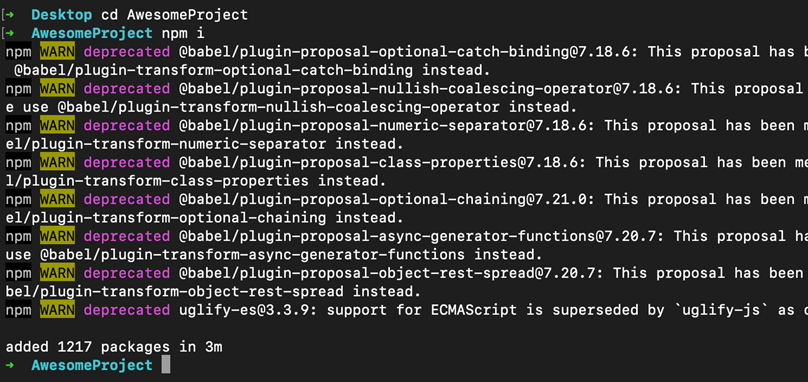 [➜ Desktop cd AwesomeProject
[➜ AwesomeProject npm i
npm WARN deprecated @babel/plugin-proposal-optional-catch-binding@7.18.6: This proposal has b
 @babel/plugin-transform-optional-catch-binding instead.
npm WARN deprecated @babel/plugin-proposal-nullish-coalescing-operator@7.18.6: This proposal
e use @babel/plugin-transform-nullish-coalescing-operator instead.
npm WARN deprecated @babel/plugin-proposal-numeric-separator@7.18.6: This proposal has been m
el/plugin-transform-numeric-separator instead.
npm WARN deprecated @babel/plugin-proposal-class-properties@7.18.6: This proposal has been me
l/plugin-transform-class-properties instead.
npm WARN deprecated @babel/plugin-proposal-optional-chaining@7.21.0: This proposal has been m
el/plugin-transform-optional-chaining instead.
npm WARN deprecated @babel/plugin-proposal-async-generator-functions@7.20.7: This proposal ha
use @babel/plugin-transform-async-generator-functions instead.
npm WARN deprecated @babel/plugin-proposal-object-rest-spread@7.20.7: This proposal has been
bel/plugin-transform-object-rest-spread instead.
npm WARN deprecated uglify-es@3.3.9: support for ECMAScript is superseded by `uglify-js` as o
added 1217 packages in 3m
➜ AwesomeProject